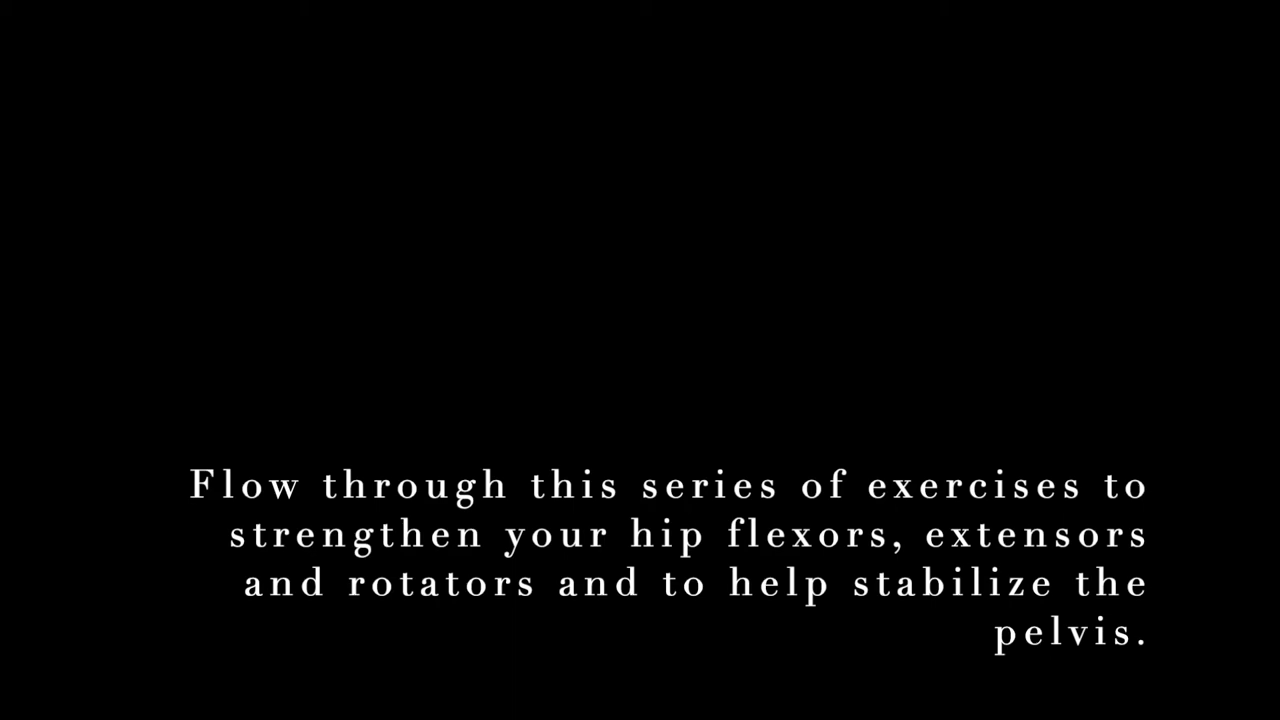 Flow through this series of exercises to
strengthen your hip flexors, extensors
and rotators and to help stabilize the
pelvis.